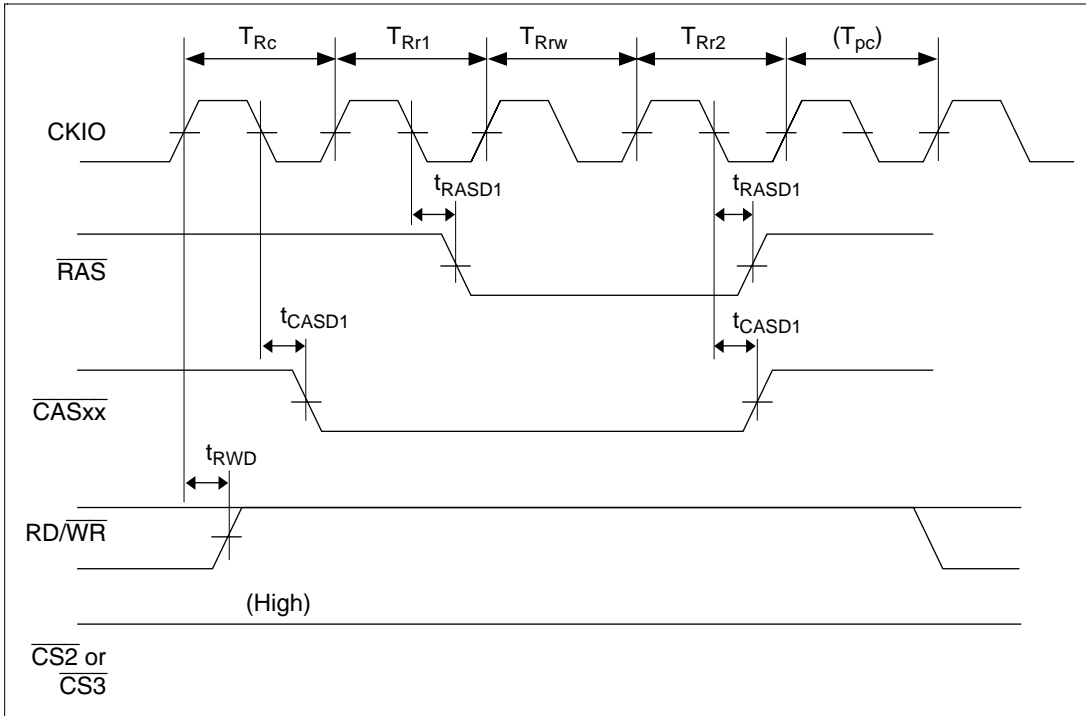 TRc TRr1 TRrw TRr2 (Tpc)
CKIO
tRASD1 tRASD1
RAS
tCASD1 tCASD1
CASxx
tRWD
RD/WR
(High)
CS2 or
CS3